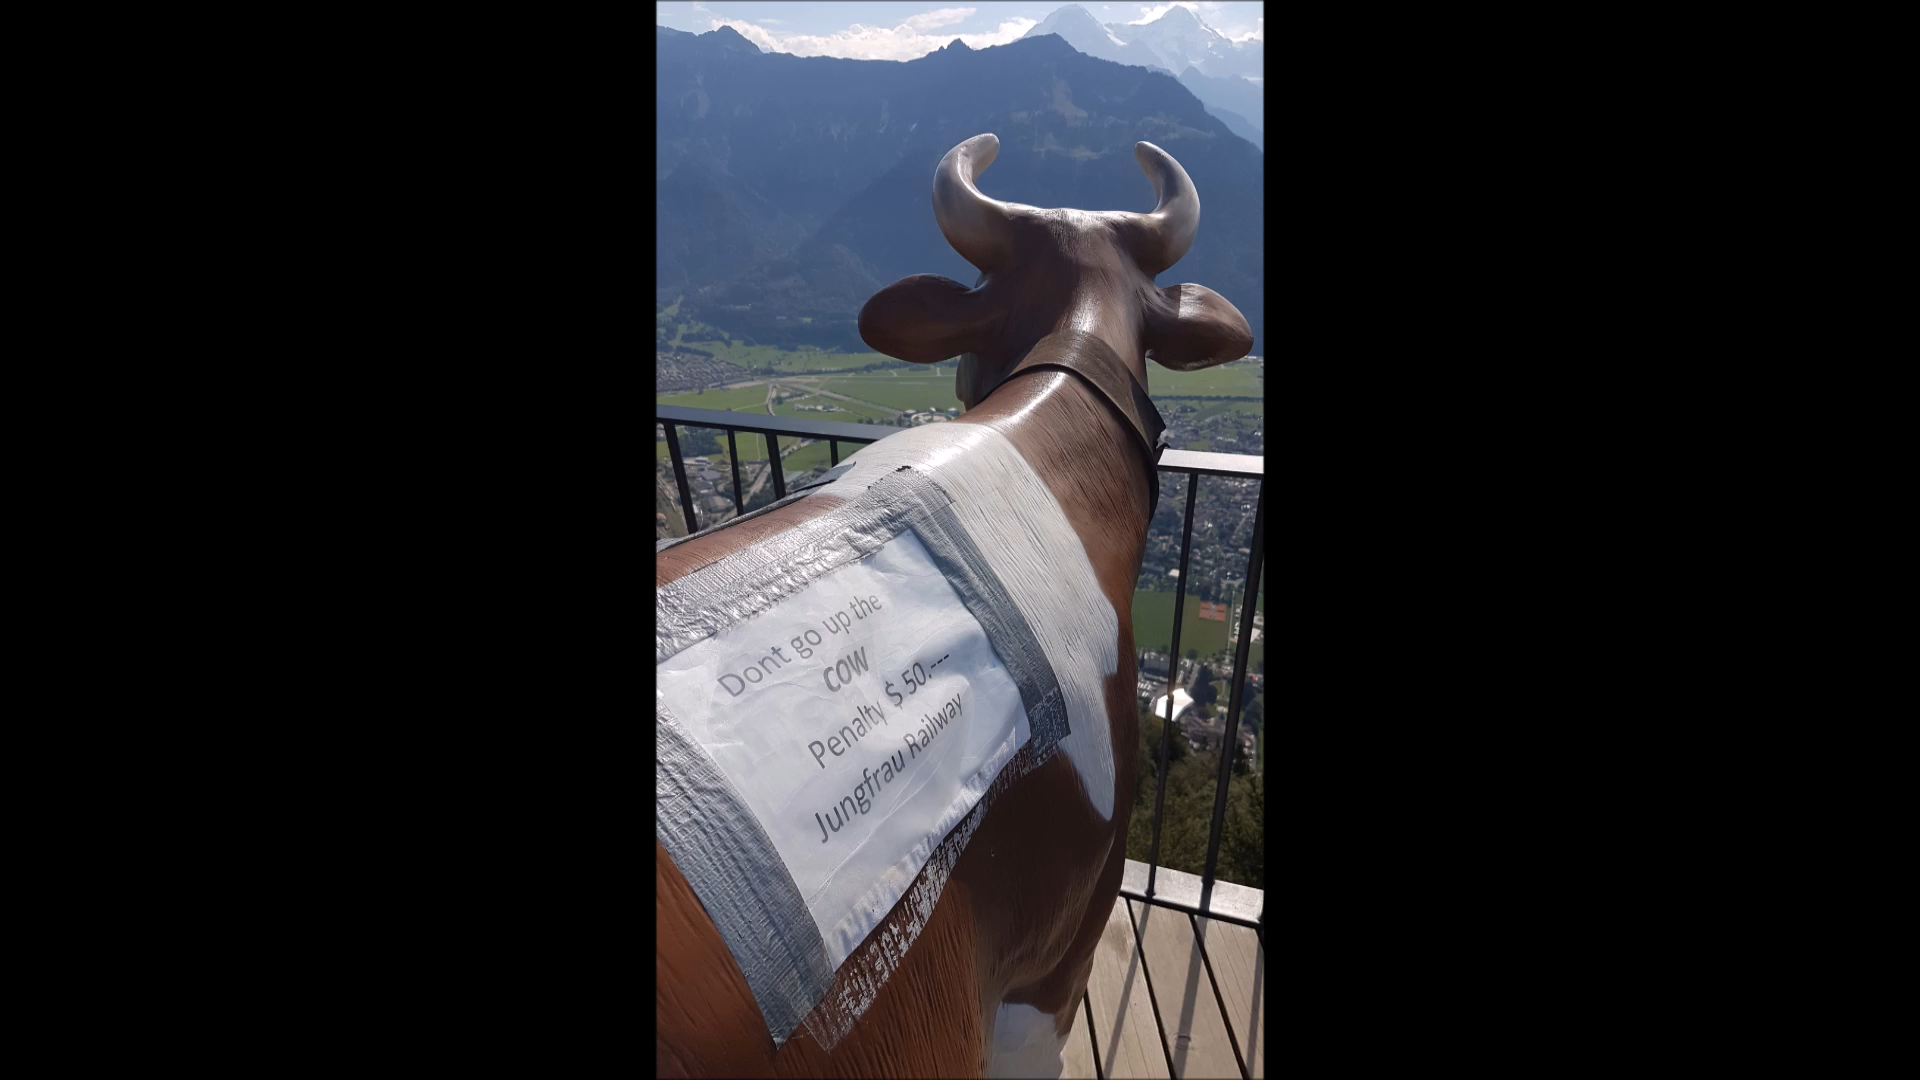 Dont go up the
COW
Penalty $ 50.---
Jungfrau Railway